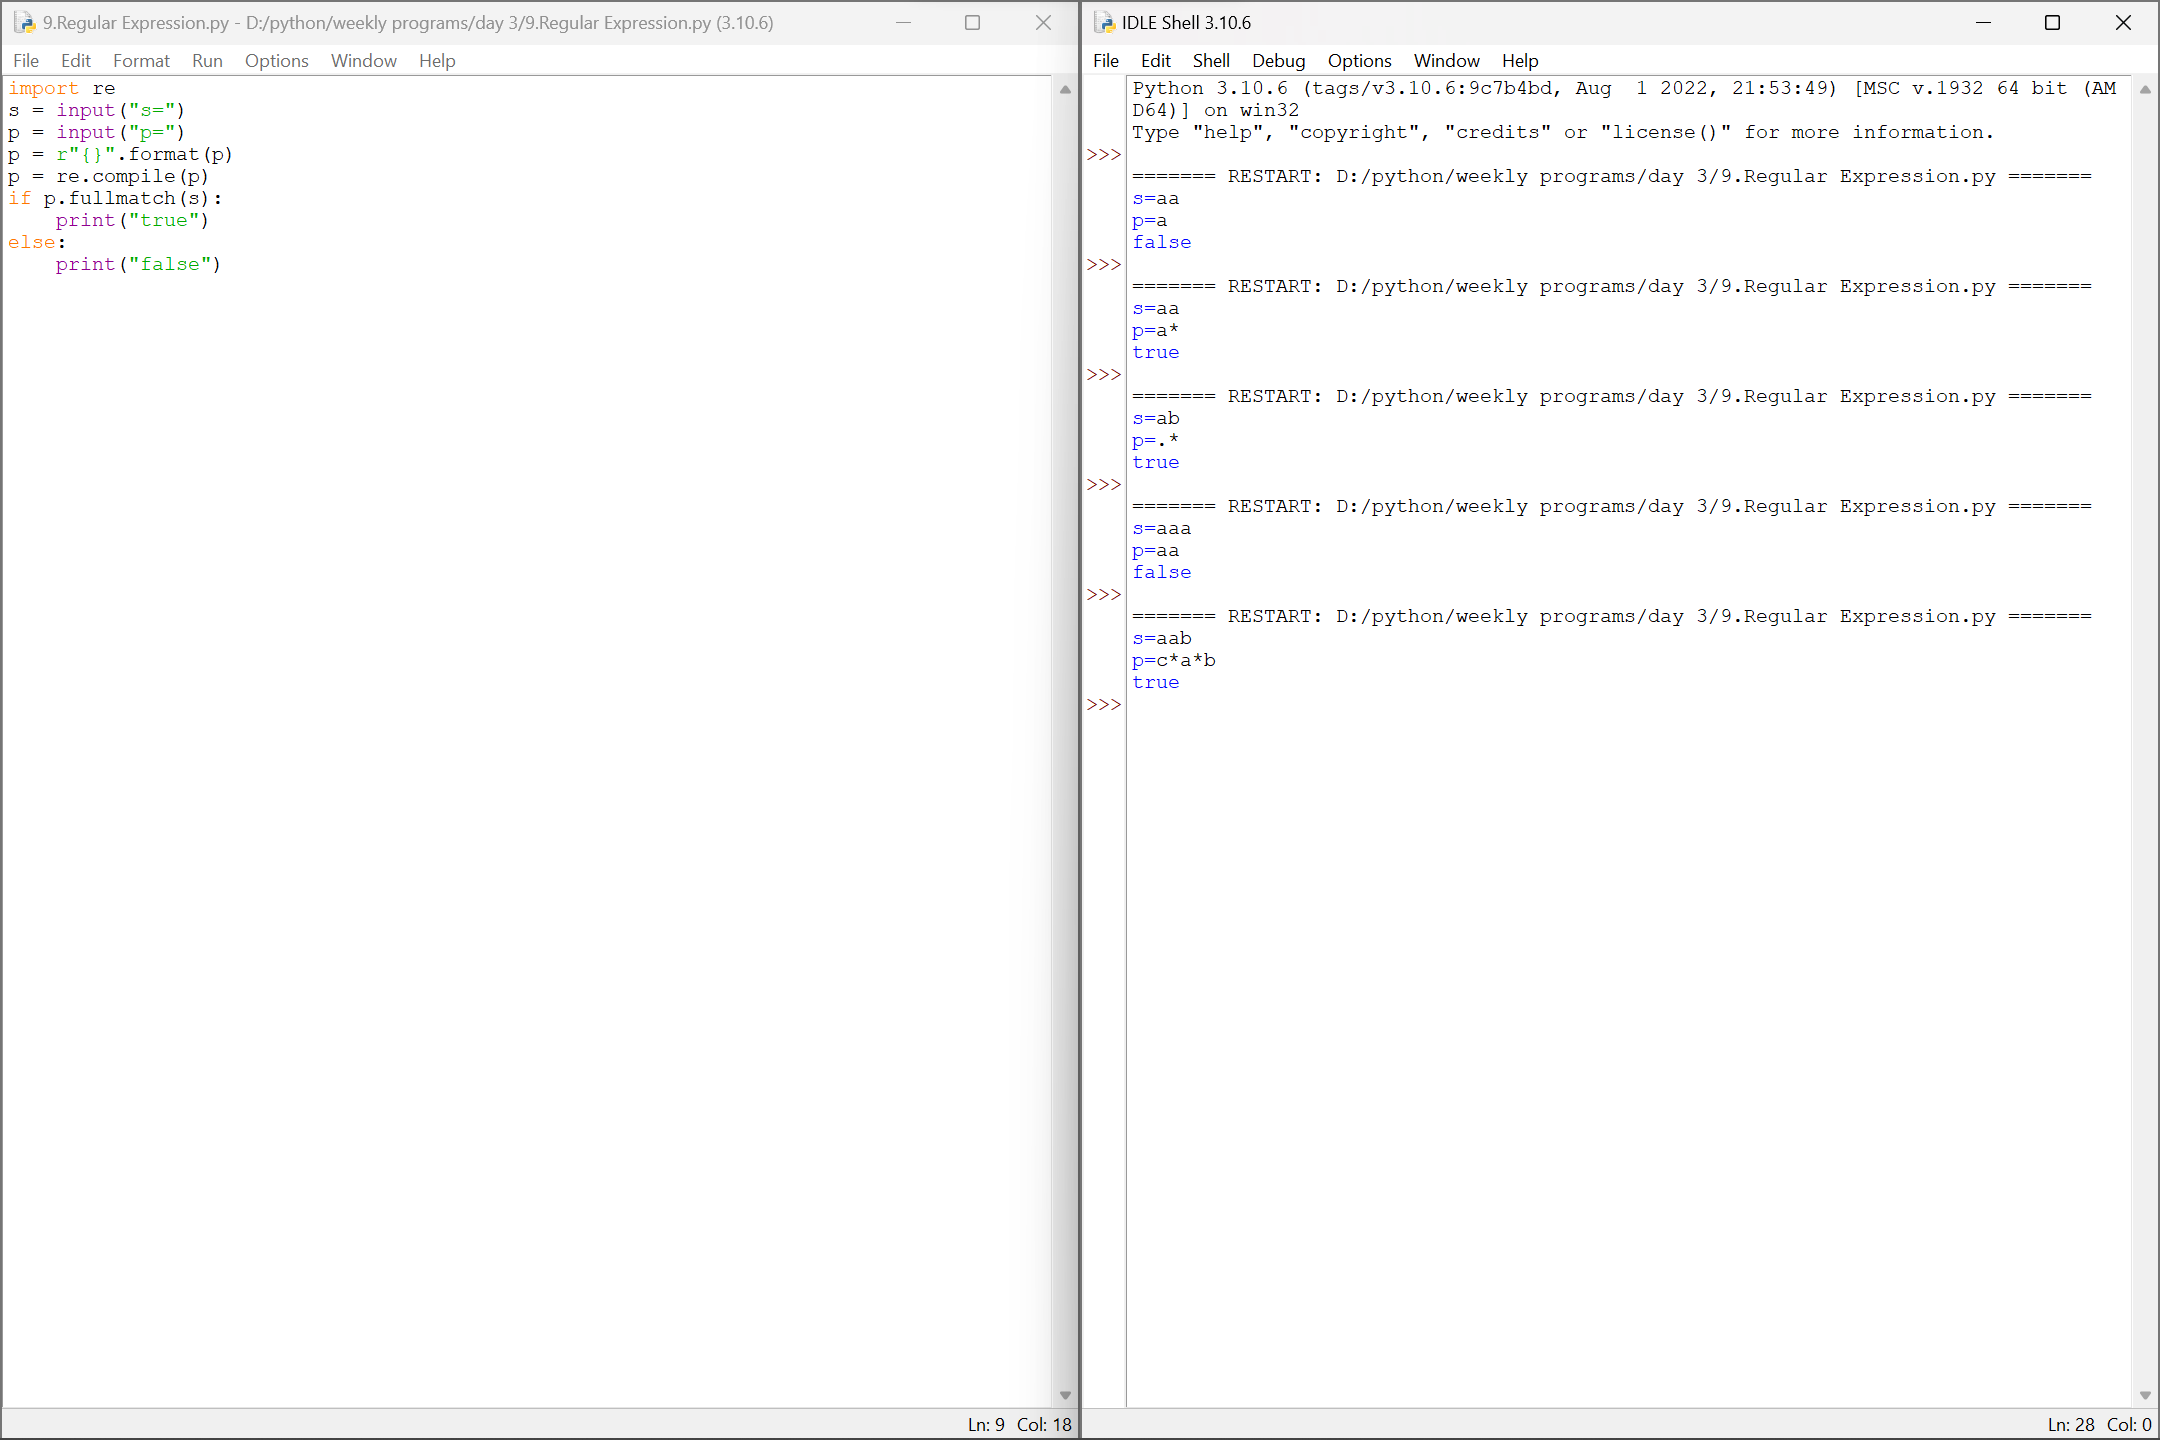 9.Regular Expression.py - D:/python/weekly programs/day 3/9.Regular Expression.py (3.10.6)
File Edit Format Run Options Window Help
import re
s = input("s=")
p = input("p=")
p = r"{}".format(p)
p = re.compile(p)
if p.fullmatch(s):
    print("true")
else:
    print("false")
Ln: 9 Col: 18
IDLE Shell 3.10.6
File Edit Shell Debug Options Window Help
Python 3.10.6 (tags/v3.10.6:9c7b4bd, Aug  1 2022, 21:53:49) [MSC v.1932 64 bit (AM
D64)] on win32
Type "help", "copyright", "credits" or "license()" for more information.
>>>
======= RESTART: D:/python/weekly programs/day 3/9.Regular Expression.py =======
s=aa
p=a
false
>>>
======= RESTART: D:/python/weekly programs/day 3/9.Regular Expression.py =======
s=aa
p=a*
true
>>>
======= RESTART: D:/python/weekly programs/day 3/9.Regular Expression.py =======
s=ab
p=.*
true
>>>
======= RESTART: D:/python/weekly programs/day 3/9.Regular Expression.py =======
s=aaa
p=aa
false
>>>
======= RESTART: D:/python/weekly programs/day 3/9.Regular Expression.py =======
s=aab
p=c*a*b
true
>>>
Ln: 28 Col: 0